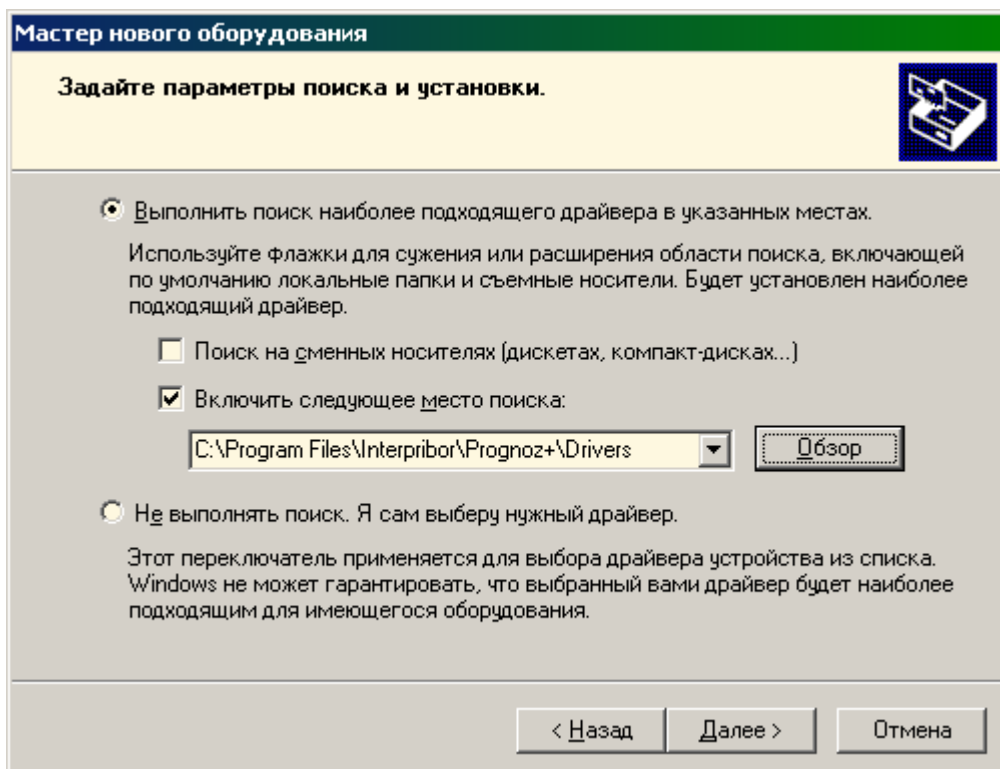 Мастер нового оборудования
Задайте параметры поиска и установки.
Выполнить поиск наиболее подходящего драйвера в указанных местах.
Используйте флажки для сужения или расширения области поиска, включающей
по умолчанию локальные папки и съемные носители. Будет установлен наиболее
подходящий драйвер.
Поиск на сменных носителях (дискетах, компакт-дисках...)
Включить следующее место поиска:
C:\Program Files\Interpribor\Prognoz+\Drivers
Обзор
Не выполнять поиск. Я сам выберу нужный драйвер.
Этот переключатель применяется для выбора драйвера устройства из списка.
Windows не может гарантировать, что выбранный вами драйвер будет наиболее
подходящим для имеющегося оборудования.
< Назад Далее > Отмена